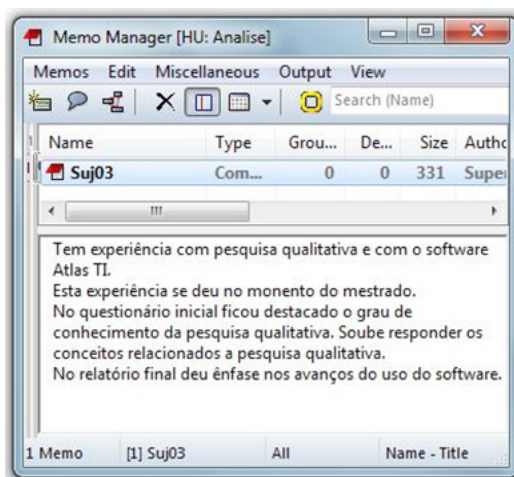 Memo Manager [HU: Analise]
Memos Edit Miscellaneous Output View
Search (Name)
Name Type Grou... De... Size Autho
Suj03 Com... 0 0 331 Super
Tem experiência com pesquisa qualitativa e com o software
Atlas TI.
Esta experiência se deu no monento do mestrado.
No questionário inicial ficou destacado o grau de
conhecimento da pesquisa qualitativa. Soube responder os
conceitos relacionados a pesquisa qualitativa.
No relatório final deu ênfase nos avanços do uso do software.
1 Memo [1] Suj03 All Name - Title